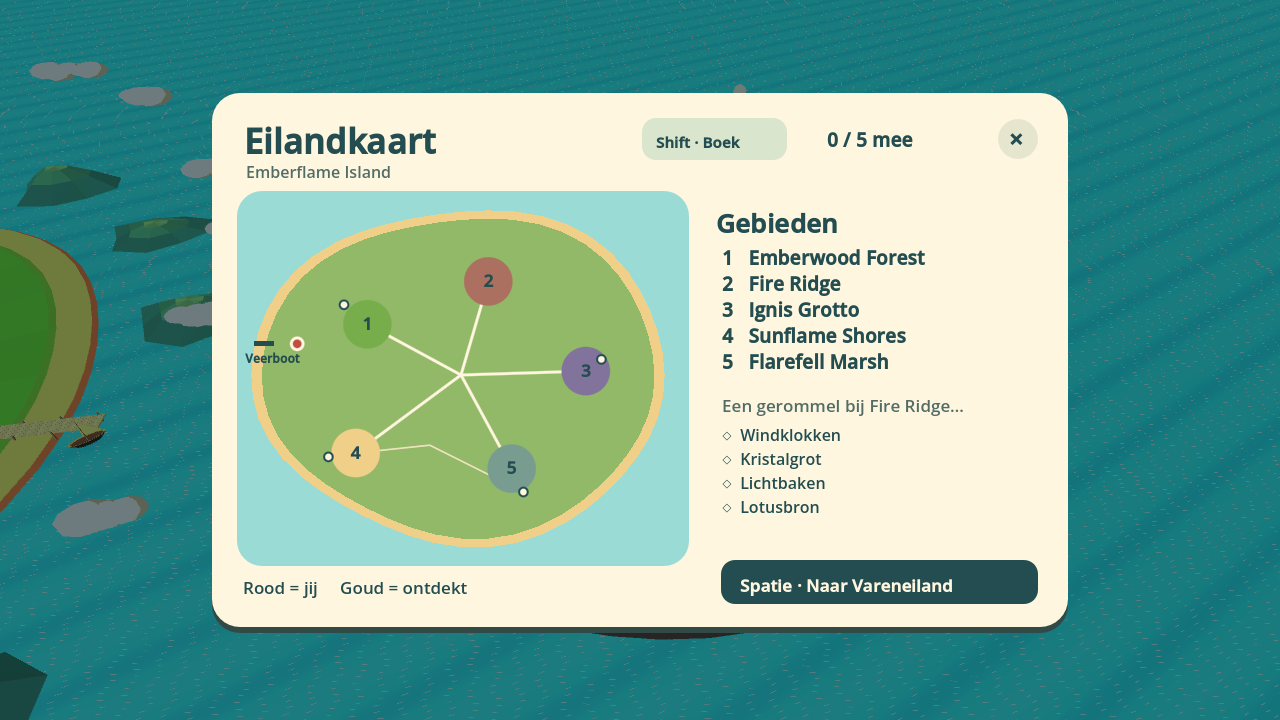 Eilandkaart
Emberflame Island
Shift · Boek
0 / 5 mee
×
1
2
3
4
5
Veerboot
Rood = jij Goud = ontdekt
Gebieden
1 Emberwood Forest
2 Fire Ridge
3 Ignis Grotto
4 Sunflame Shores
5 Flarefell Marsh
Een gerommel bij Fire Ridge...
◇ Windklokken
◇ Kristalgrot
◇ Lichtbaken
◇ Lotusbron
Spatie · Naar Vareneiland